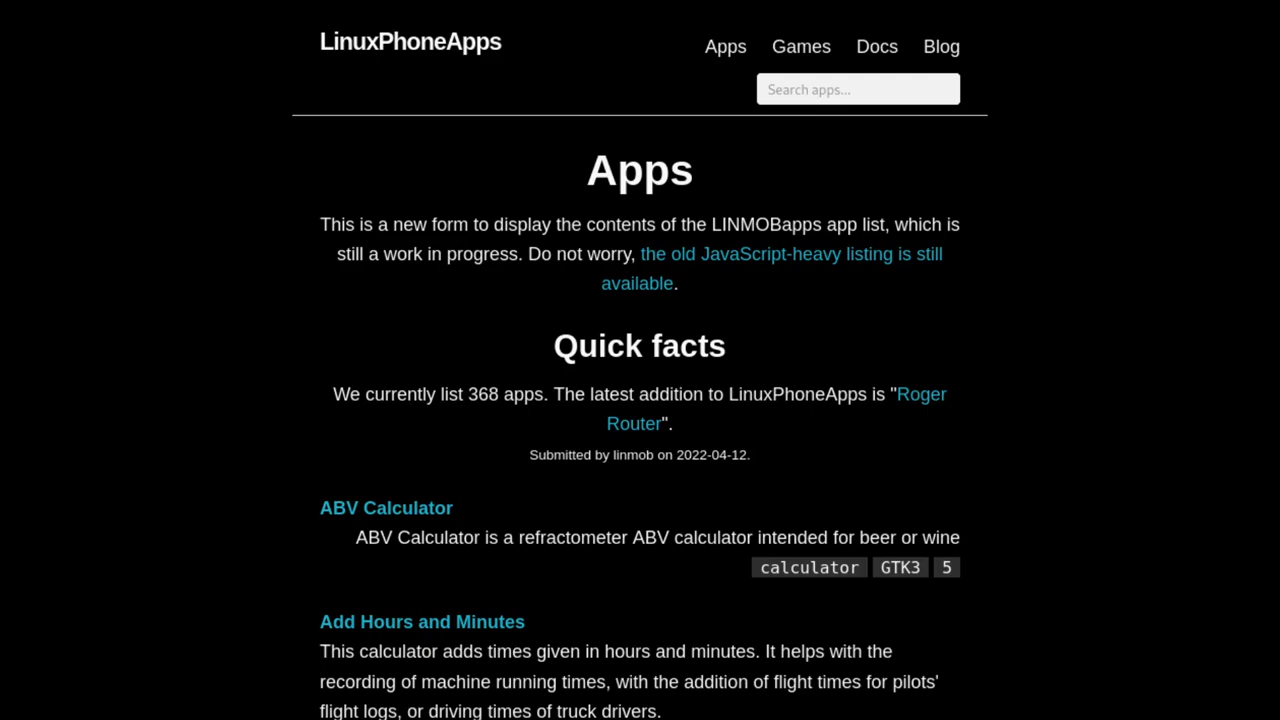 LinuxPhoneApps
Apps Games Docs Blog
Search apps...
Apps
This is a new form to display the contents of the LINMOBapps app list, which is
still a work in progress. Do not worry, the old JavaScript-heavy listing is still
available.
Quick facts
We currently list 368 apps. The latest addition to LinuxPhoneApps is "Roger
Router".
Submitted by linmob on 2022-04-12.
ABV Calculator
ABV Calculator is a refractometer ABV calculator intended for beer or wine
calculator GTK3 5
Add Hours and Minutes
This calculator adds times given in hours and minutes. It helps with the
recording of machine running times, with the addition of flight times for pilots'
flight logs, or driving times of truck drivers.